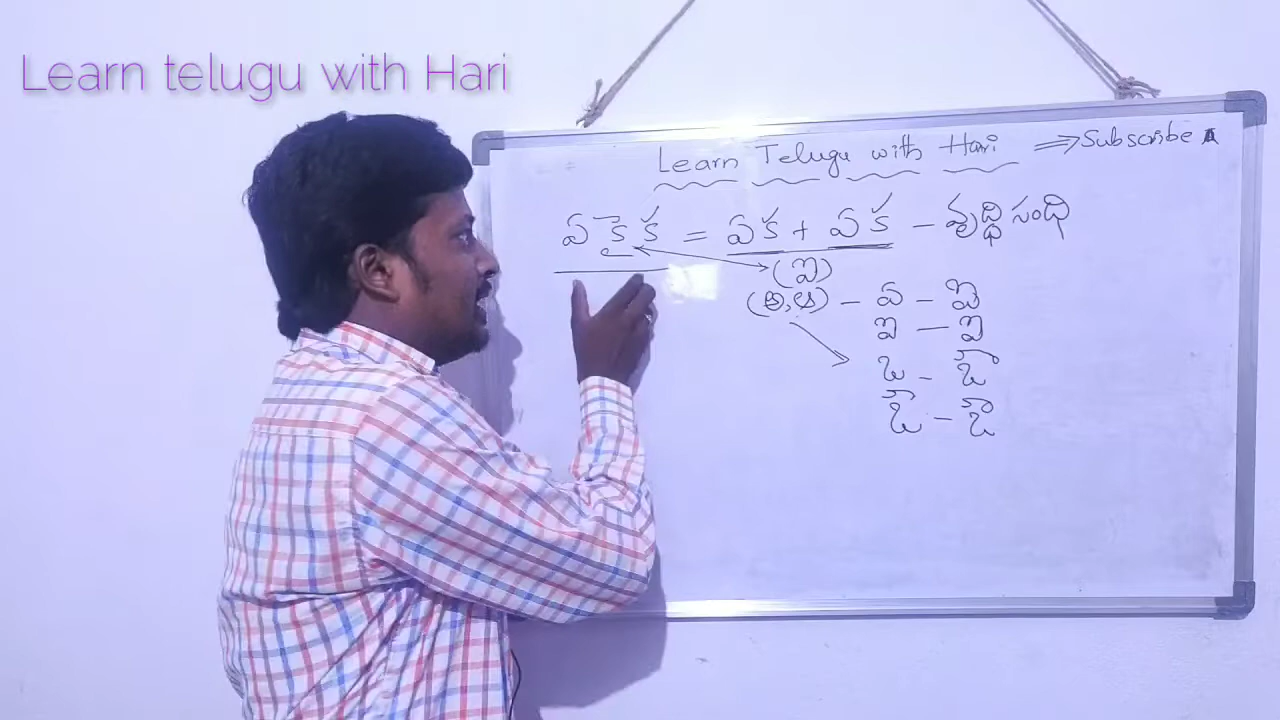 Learn telugu with Hari
Learn Telugu with Hari ⇒ Subscribe
ఏకైక = ఏక + ఏక – వృద్ధి సంధి
(ఐ)
(అ,ఆ) – ఏ – ఐ
ఐ – ఐ
ఓ – ఔ
ఔ – ఔ